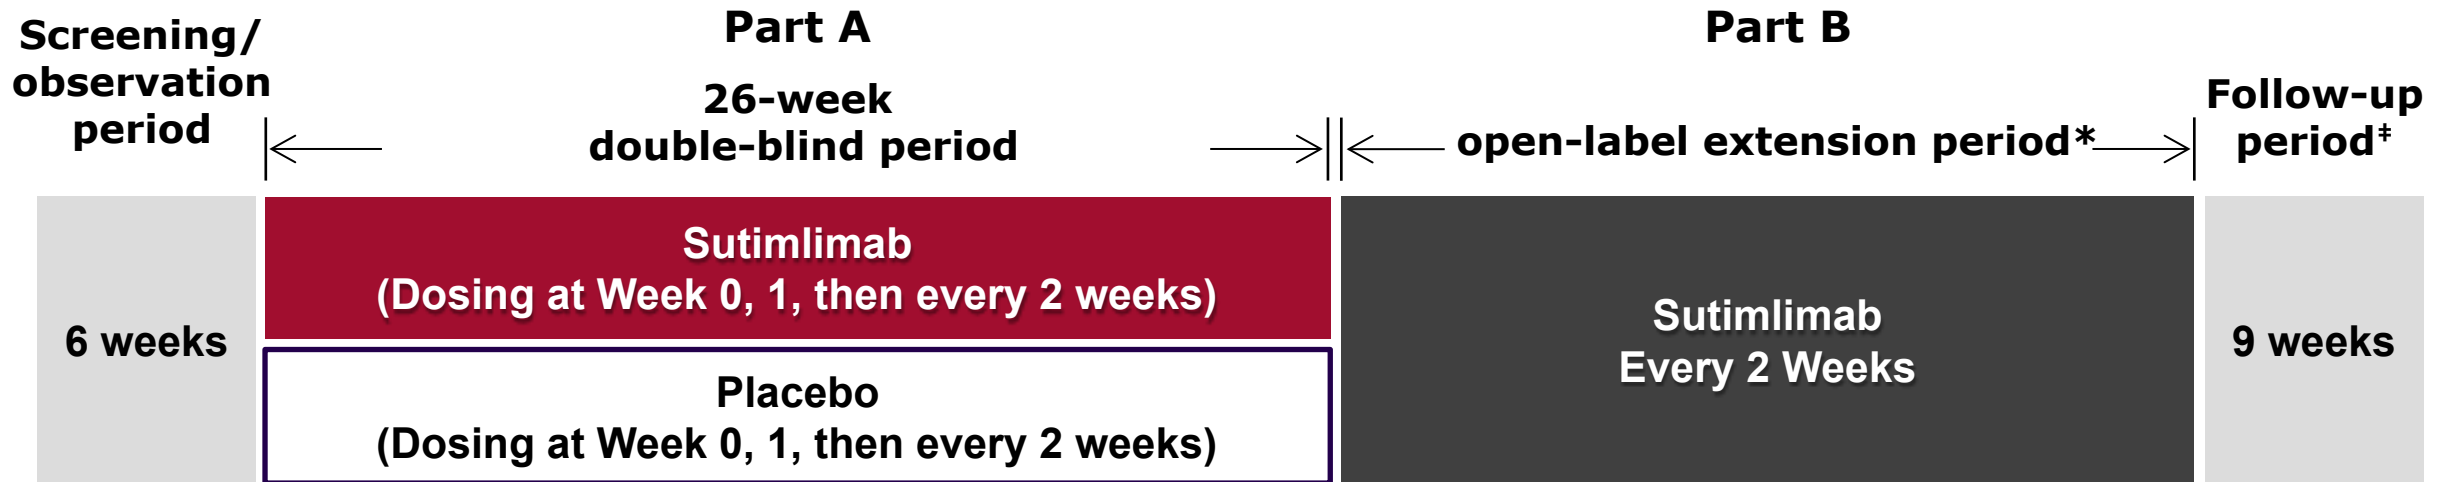 Screening/
observation
period
Part A
26-week
double-blind period
Part B
open-label extension period*
Follow-up
period‡
6 weeks
Sutimlimab
(Dosing at Week 0, 1, then every 2 weeks)
Placebo
(Dosing at Week 0, 1, then every 2 weeks)
Sutimlimab
Every 2 Weeks
9 weeks